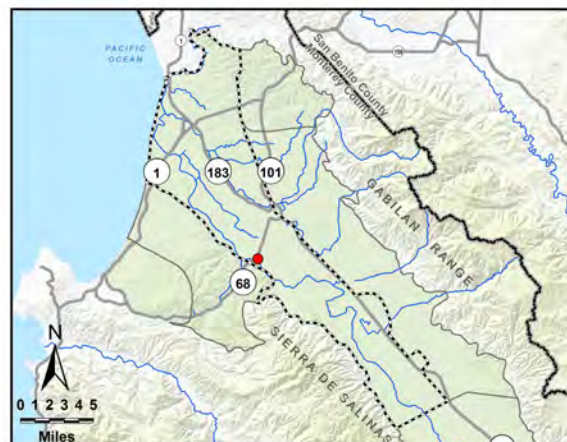 PACIFIC
OCEAN
1
San Benito County
Monterey County
1
183
101
GABILAN RANGE
68
SIERRA DE SALINAS
N
0 1 2 3 4 5
Miles